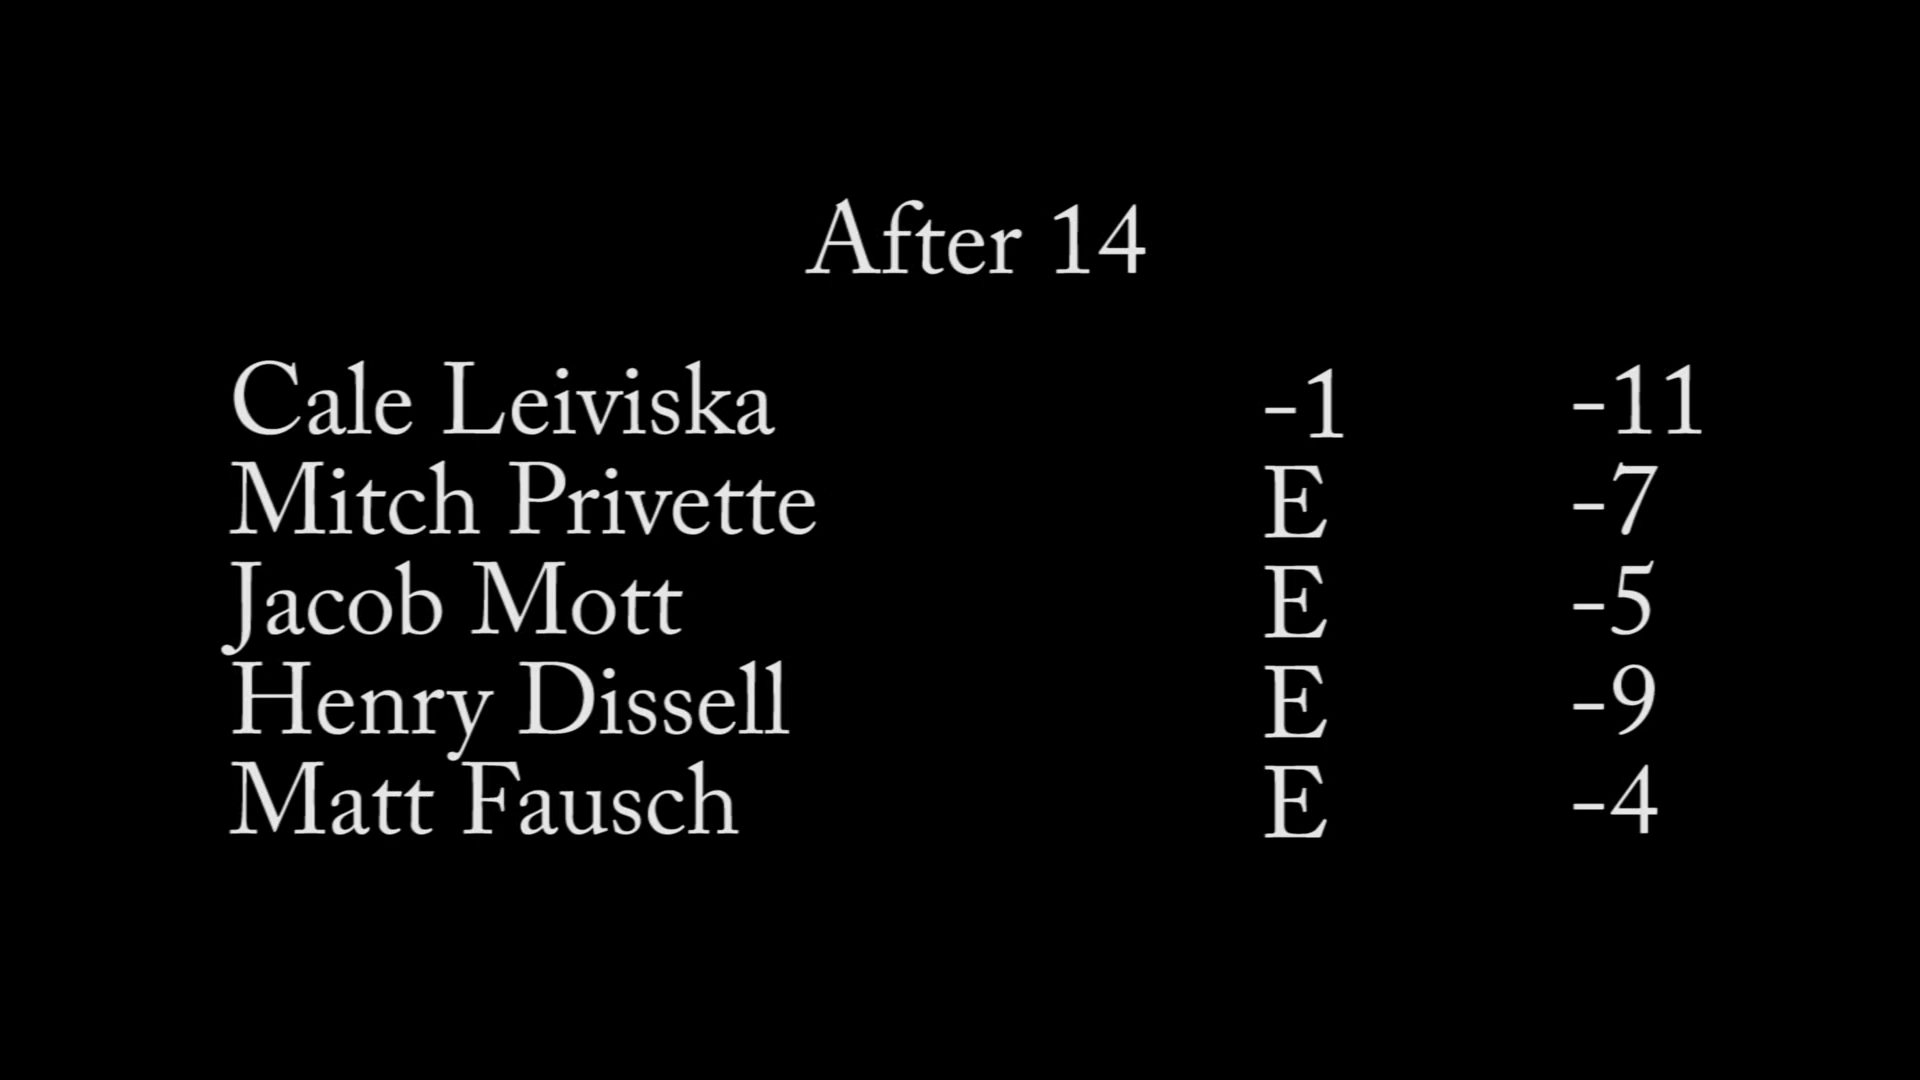 After 14
Cale Leiviska -1 -11
Mitch Privette E -7
Jacob Mott E -5
Henry Dissell E -9
Matt Fausch E -4